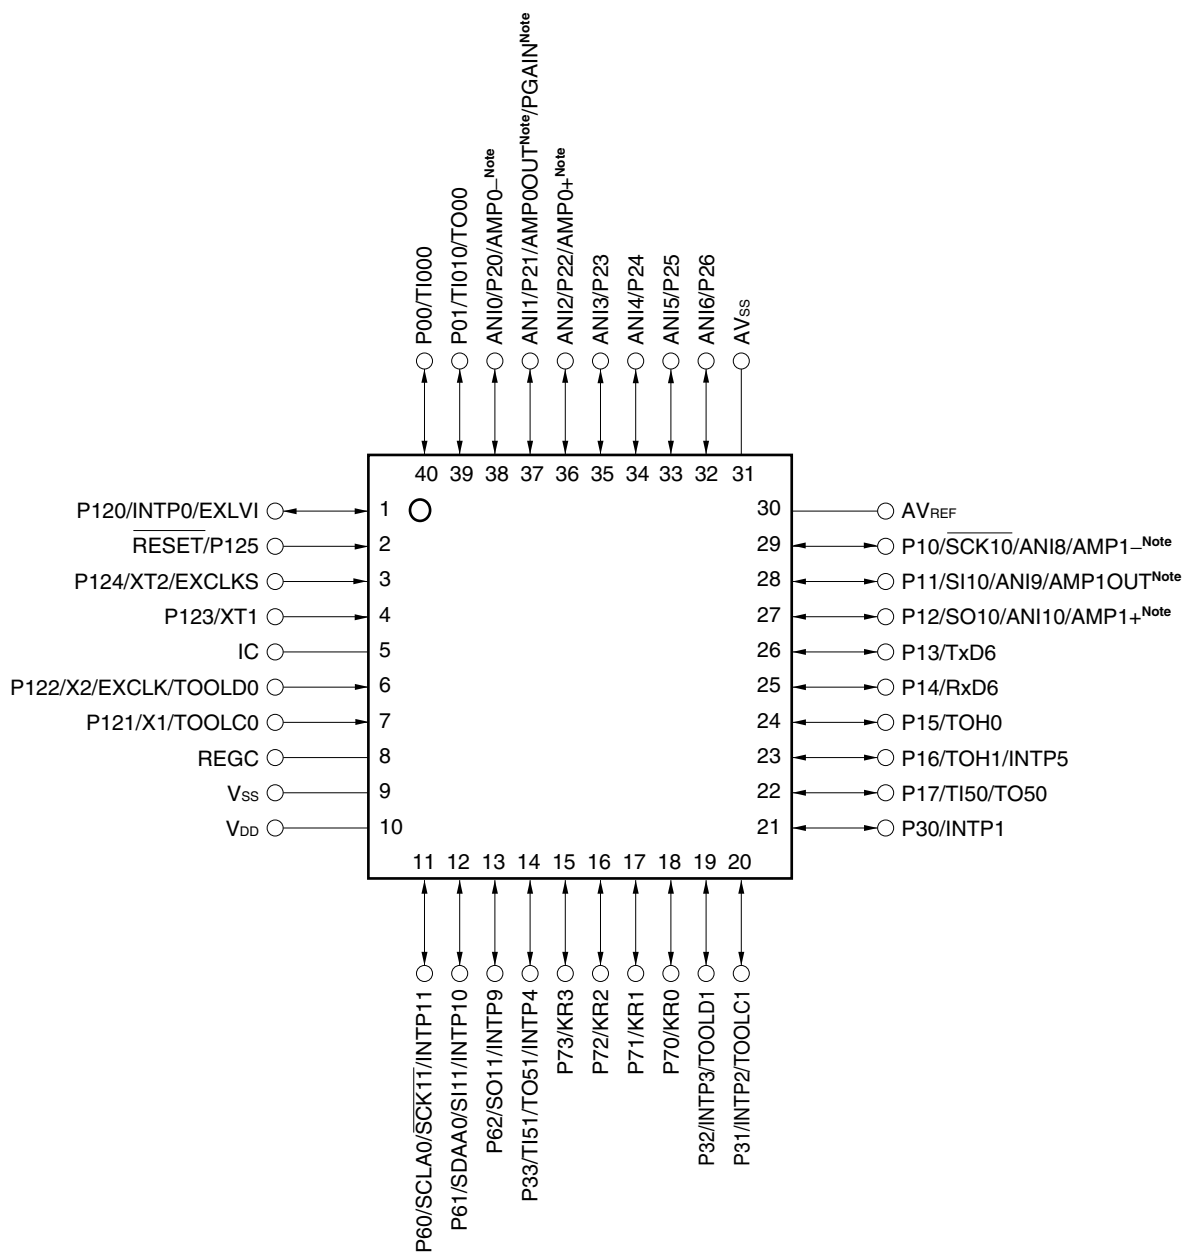 P00/TI000
P01/TI010/TO00
ANI0/P20/AMP0–Note
ANI1/P21/AMP0OUTNote/PGAINNote
ANI2/P22/AMP0+Note
ANI3/P23
ANI4/P24
ANI5/P25
ANI6/P26
AVSS
40 39 38 37 36 35 34 33 32 31
P120/INTP0/EXLVI 1
RESET/P125 2
P124/XT2/EXCLKS 3
P123/XT1 4
IC 5
P122/X2/EXCLK/TOOLD0 6
P121/X1/TOOLC0 7
REGC 8
VSS 9
VDD 10
30 AVREF
29 P10/SCK10/ANI8/AMP1–Note
28 P11/SI10/ANI9/AMP1OUTNote
27 P12/SO10/ANI10/AMP1+Note
26 P13/TxD6
25 P14/RxD6
24 P15/TOH0
23 P16/TOH1/INTP5
22 P17/TI50/TO50
21 P30/INTP1
11 12 13 14 15 16 17 18 19 20
P60/SCLA0/SCK11/INTP11
P61/SDAA0/SI11/INTP10
P62/SO11/INTP9
P33/TI51/TO51/INTP4
P73/KR3
P72/KR2
P71/KR1
P70/KR0
P32/INTP3/TOOLD1
P31/INTP2/TOOLC1